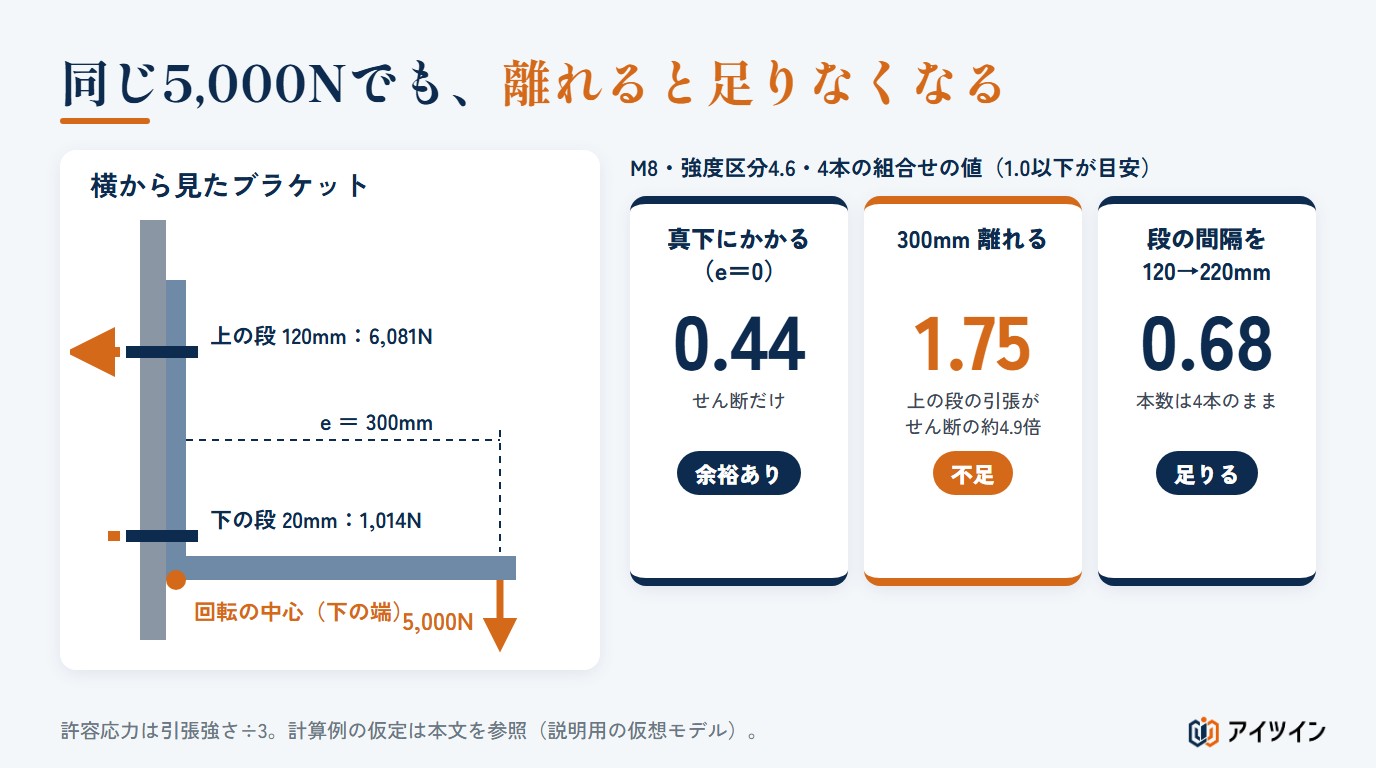 同じ5,000Nでも、離れると足りなくなる
横から見たブラケット
上の段 120mm：6,081N
e ＝ 300mm
下の段 20mm：1,014N
回転の中心（下の端）
5,000N
M8・強度区分4.6・4本の組合せの値（1.0以下が目安）
真下にかかる
（e＝0）
0.44
せん断だけ
余裕あり
300mm 離れる
1.75
上の段の引張が
せん断の約4.9倍
不足
段の間隔を
120→220mm
0.68
本数は4本のまま
足りる
許容応力は引張強さ÷3。計算例の仮定は本文を参照（説明用の仮想モデル）。
アイツイン